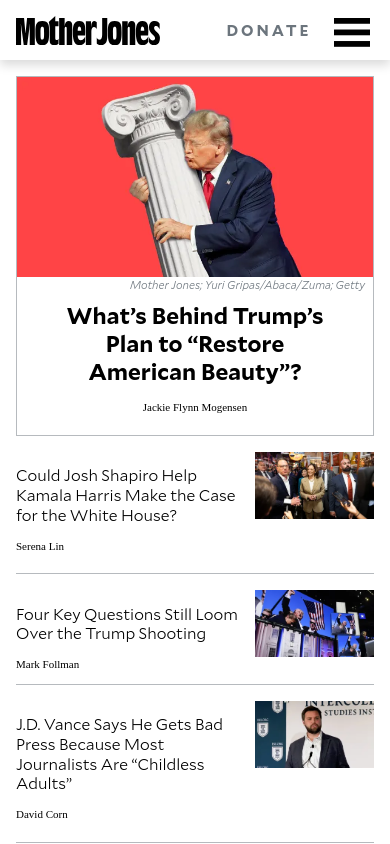 Mother Jones
DONATE
Mother Jones; Yuri Gripas/Abaca/Zuma; Getty
What’s Behind Trump’s
Plan to “Restore
American Beauty”?
Jackie Flynn Mogensen
Could Josh Shapiro Help
Kamala Harris Make the Case
for the White House?
Serena Lin
Four Key Questions Still Loom
Over the Trump Shooting
Mark Follman
INTERCOLL
STUDIES INST
J.D. Vance Says He Gets Bad
Press Because Most
Journalists Are “Childless
Adults”
David Corn